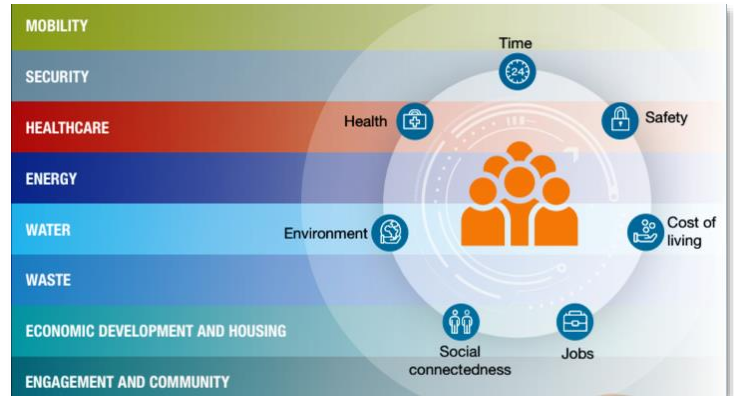 MOBILITY
SECURITY
HEALTHCARE
ENERGY
WATER
WASTE
ECONOMIC DEVELOPMENT AND HOUSING
ENGAGEMENT AND COMMUNITY
Time
24
Health
Safety
Environment
Cost of
living
Social
connectedness
Jobs